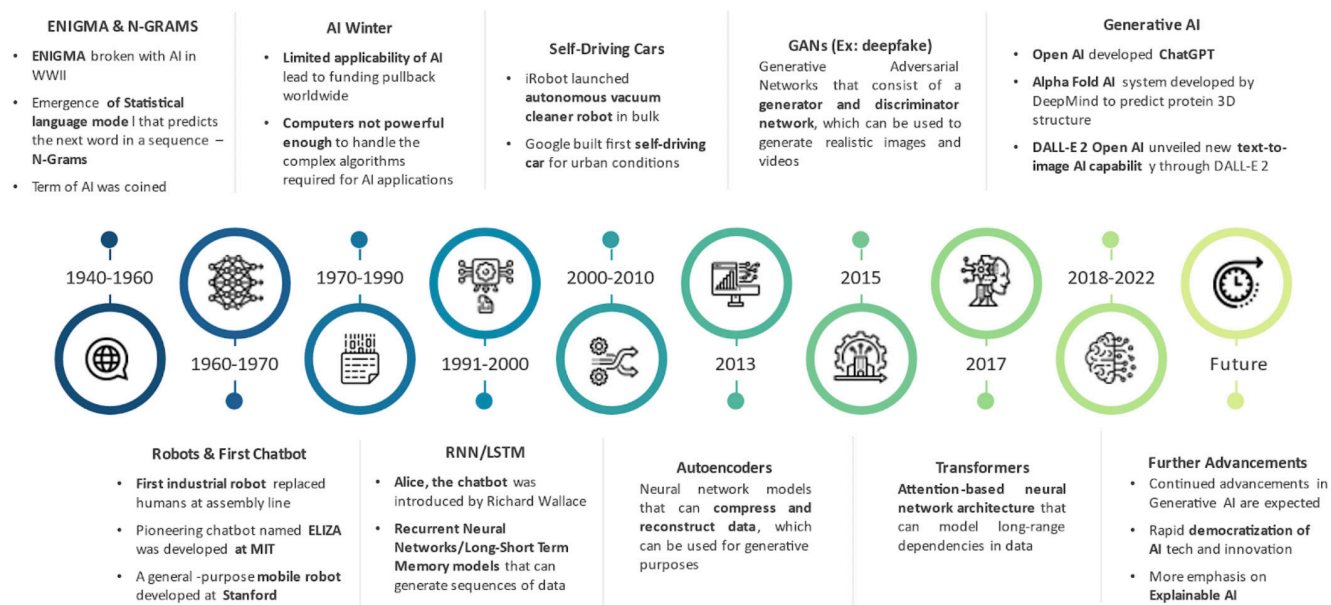 ENIGMA & N-GRAMS
• ENIGMA broken with AI in
WWII
• Emergence of Statistical
language mode l that predicts
the next word in a sequence –
N-Grams
• Term of AI was coined
AI Winter
• Limited applicability of AI
lead to funding pullback
worldwide
• Computers not powerful
enough to handle the
complex algorithms
required for AI applications
Self-Driving Cars
• iRobot launched
autonomous vacuum
cleaner robot in bulk
• Google built first self-driving
car for urban conditions
GANs (Ex: deepfake)
Generative Adversarial
Networks that consist of a
generator and discriminator
network, which can be used to
generate realistic images and
videos
Generative AI
• Open AI developed ChatGPT
• Alpha Fold AI system developed by
DeepMind to predict protein 3D
structure
• DALL-E 2 Open AI unveiled new text-to-
image AI capabilit y through DALL-E 2
1940-1960
1960-1970
1970-1990
1991-2000
2000-2010
2013
2015
2017
2018-2022
Future
Robots & First Chatbot
• First industrial robot replaced
humans at assembly line
• Pioneering chatbot named ELIZA
was developed at MIT
• A general -purpose mobile robot
developed at Stanford
RNN/LSTM
• Alice, the chatbot was
introduced by Richard Wallace
• Recurrent Neural
Networks/Long-Short Term
Memory models that can
generate sequences of data
Autoencoders
Neural network models
that can compress and
reconstruct data , which
can be used for generative
purposes
Transformers
Attention-based neural
network architecture that
can model long-range
dependencies in data
Further Advancements
• Continued advancements in
Generative AI are expected
• Rapid democratization of
AI tech and innovation
• More emphasis on
Explainable AI